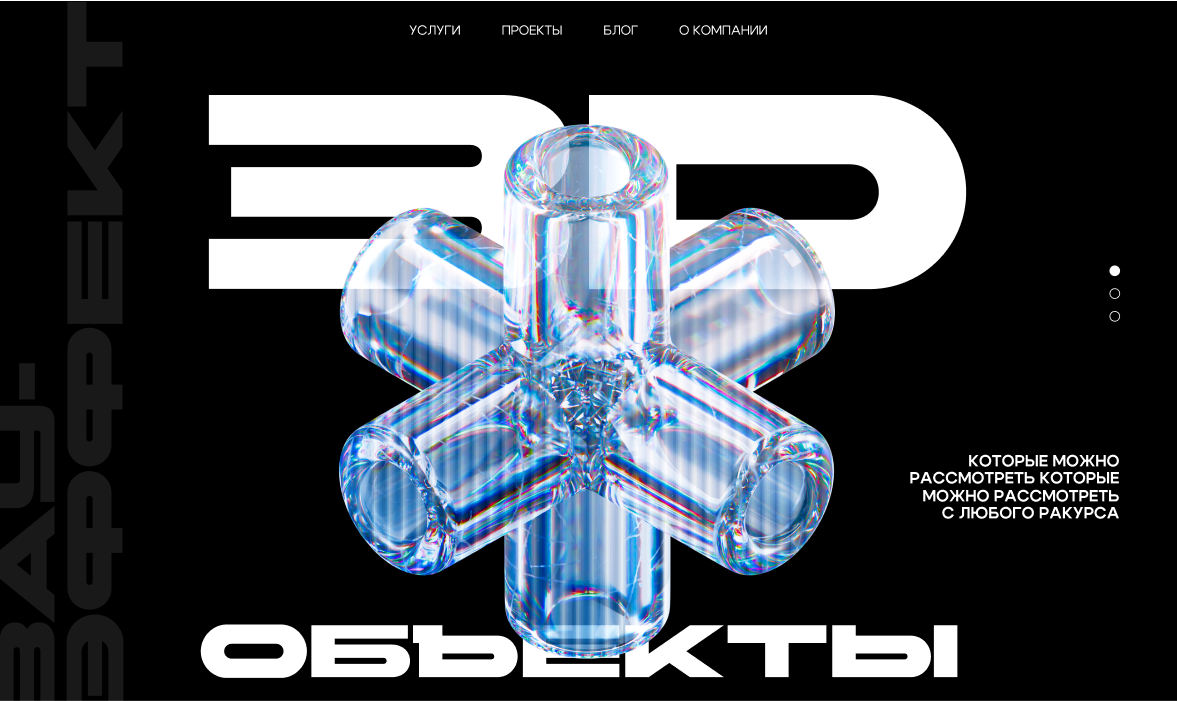 УСЛУГИ ПРОЕКТЫ БЛОГ О КОМПАНИИ
3D
ОБЪЕКТЫ
КОТОРЫЕ МОЖНО
РАССМОТРЕТЬ КОТОРЫЕ
МОЖНО РАССМОТРЕТЬ
С ЛЮБОГО РАКУРСА
ВАУ-
ЭФФЕКТ